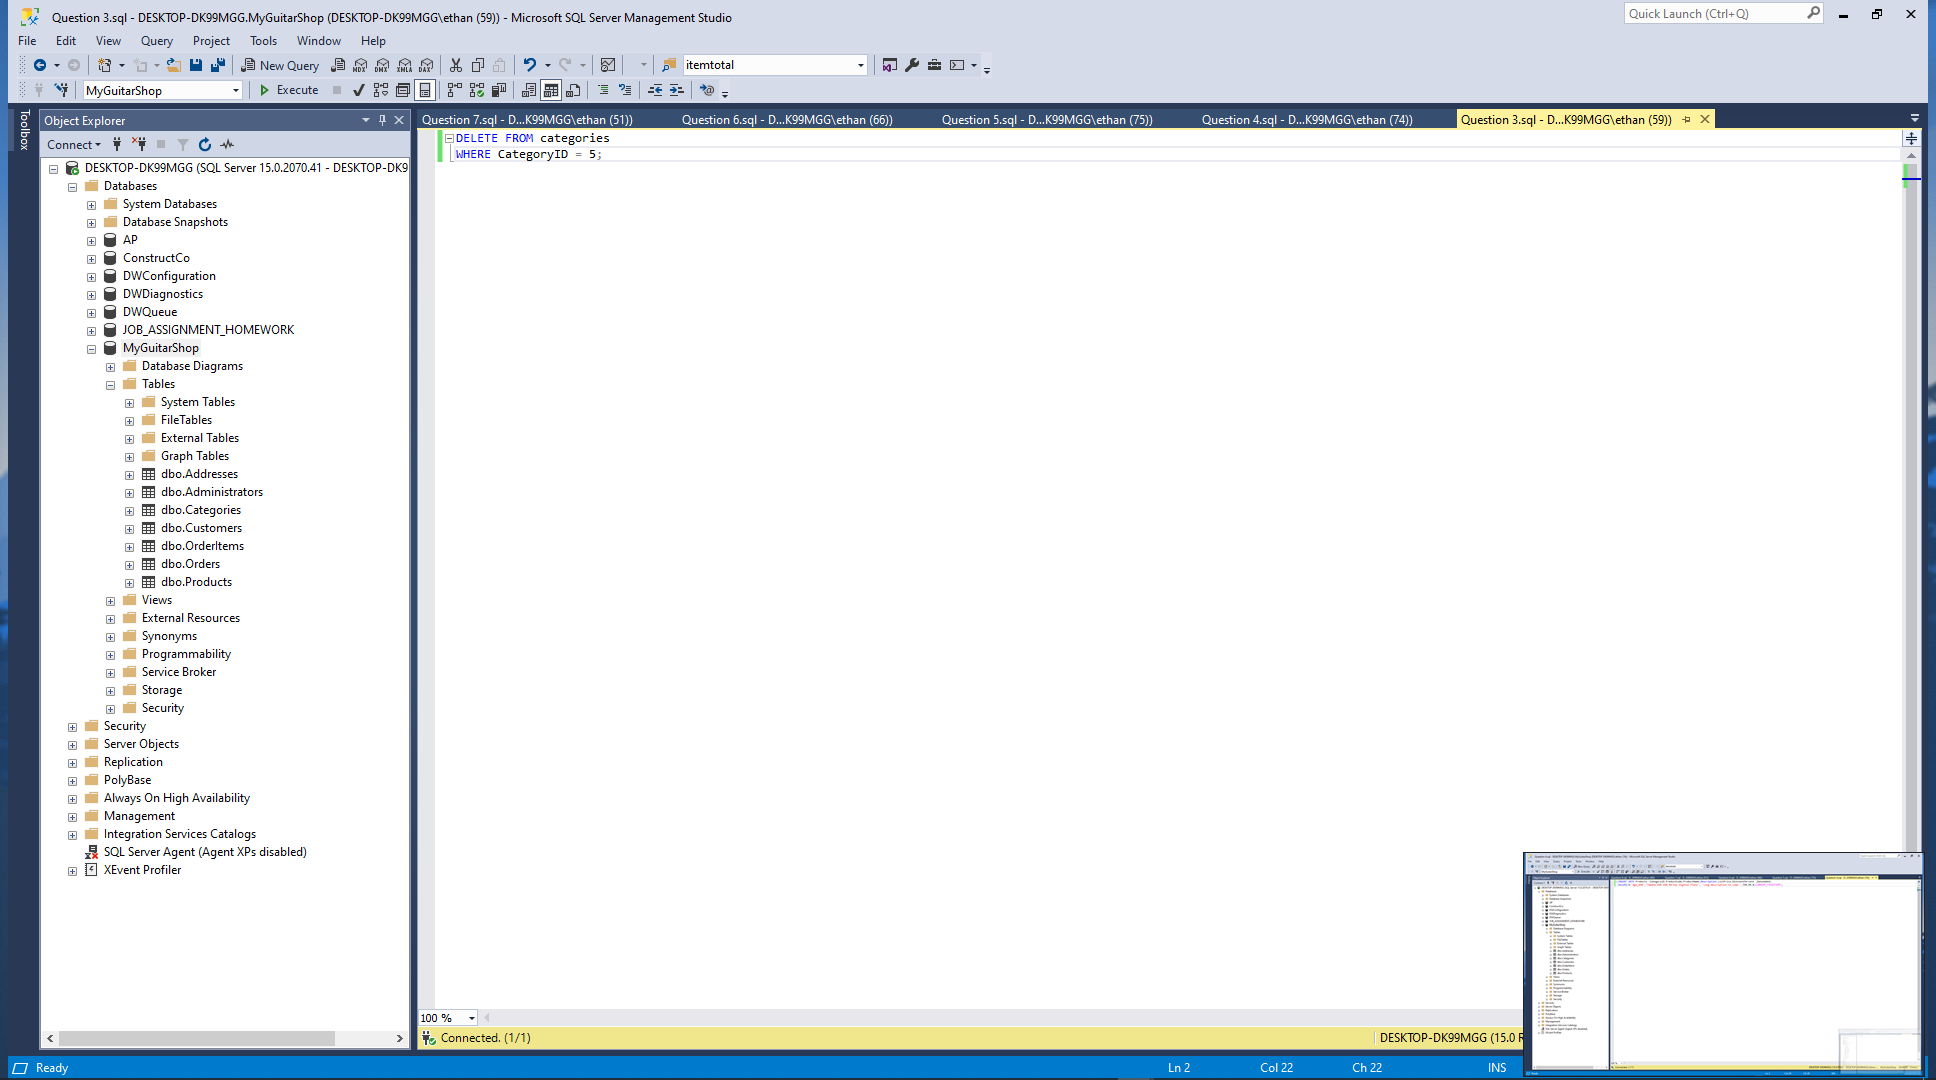 Question 3.sql - DESKTOP-DK99MGG.MyGuitarShop (DESKTOP-DK99MGG\ethan (59)) - Microsoft SQL Server Management Studio
Quick Launch (Ctrl+Q)
File Edit View Query Project Tools Window Help
New Query MDX DMX XMLA DAX itemtotal
MyGuitarShop Execute
Toolbox
Object Explorer
Connect
DESKTOP-DK99MGG (SQL Server 15.0.2070.41 - DESKTOP-DK9
Databases
System Databases
Database Snapshots
AP
ConstructCo
DWConfiguration
DWDiagnostics
DWQueue
JOB_ASSIGNMENT_HOMEWORK
MyGuitarShop
Database Diagrams
Tables
System Tables
FileTables
External Tables
Graph Tables
dbo.Addresses
dbo.Administrators
dbo.Categories
dbo.Customers
dbo.OrderItems
dbo.Orders
dbo.Products
Views
External Resources
Synonyms
Programmability
Service Broker
Storage
Security
Security
Server Objects
Replication
PolyBase
Always On High Availability
Management
Integration Services Catalogs
SQL Server Agent (Agent XPs disabled)
XEvent Profiler
Question 7.sql - D...K99MGG\ethan (51)) Question 6.sql - D...K99MGG\ethan (66)) Question 5.sql - D...K99MGG\ethan (75)) Question 4.sql - D...K99MGG\ethan (74)) Question 3.sql - D...K99MGG\ethan (59))
DELETE FROM categories
WHERE CategoryID = 5;
100 %
Connected. (1/1) DESKTOP-DK99MGG (15.0 R
Ready Ln 2 Col 22 Ch 22 INS